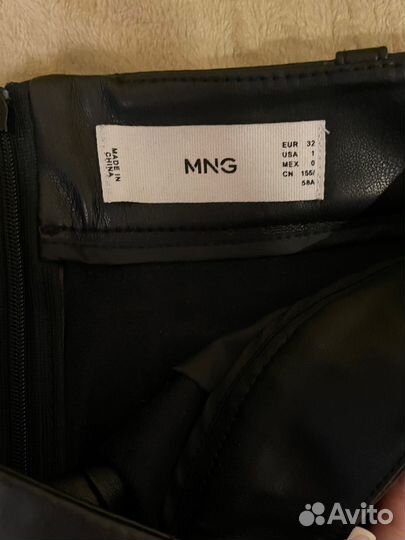 MADE IN
CHINA
MNG
EUR 32
USA 1
MEX 0
CN 155/
58A
Avito